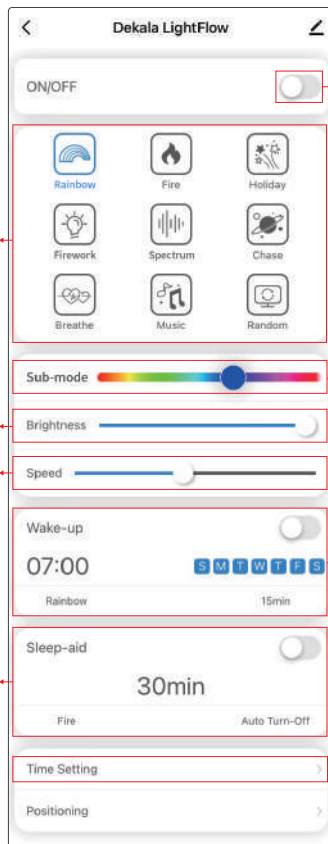 Dekala LightFlow
ON/OFF
Rainbow Fire Holiday
Firework Spectrum Chase
Breathe Music Random
Sub-mode
Brightness
Speed
Wake-up
07:00 S M T W T F S
Rainbow 15min
Sleep-aid
30min
Fire Auto Turn-Off
Time Setting
Positioning